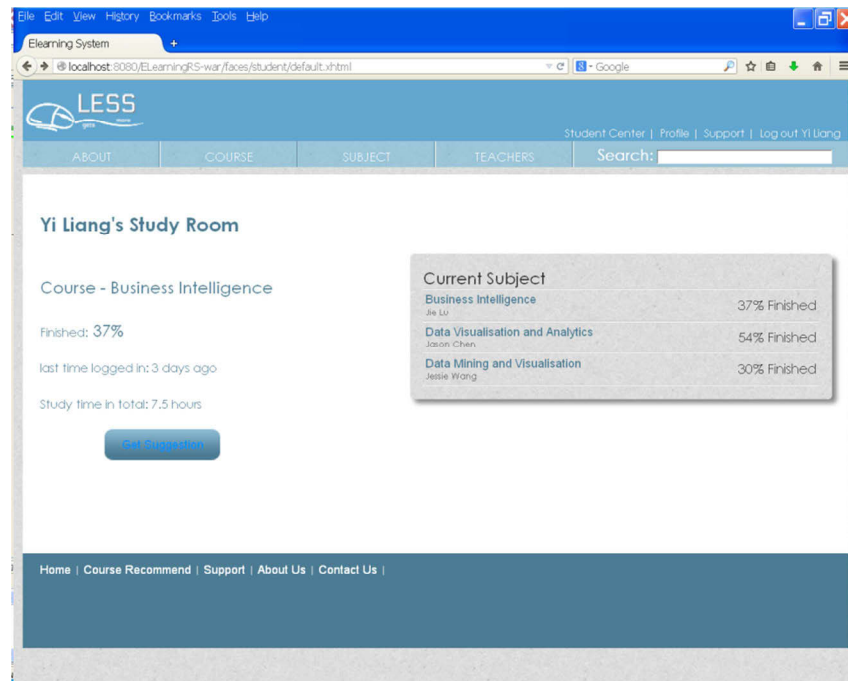 File Edit View History Bookmarks Tools Help
Elearning System +
localhost:8080/ELearningRS-war/faces/student/default.xhtml
8 - Google
LESS
gets more
Student Center | Profile | Support | Log out Yi Liang
ABOUT COURSE SUBJECT TEACHERS Search:
Yi Liang's Study Room
Course - Business Intelligence
Finished: 37%
last time logged in: 3 days ago
Study time in total: 7.5 hours
Get Suggestion
Current Subject
Business Intelligence
Jie Lu
37% Finished
Data Visualisation and Analytics
Jason Chen
54% Finished
Data Mining and Visualisation
Jessie Wang
30% Finished
Home | Course Recommend | Support | About Us | Contact Us |